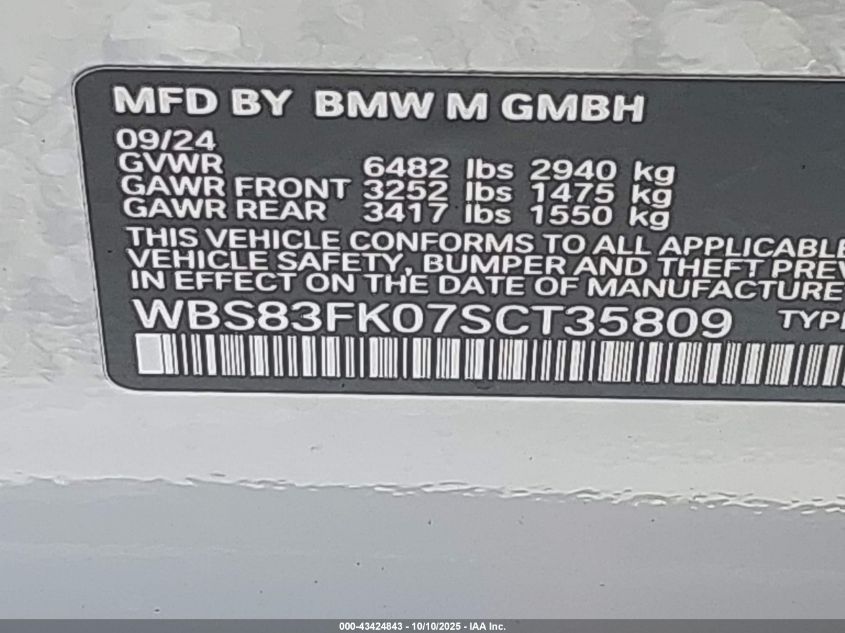 MFD BY BMW M GMBH
09/24
GVWR 6482 lbs 2940 kg
GAWR FRONT 3252 lbs 1475 kg
GAWR REAR 3417 lbs 1550 kg
THIS VEHICLE CONFORMS TO ALL APPLICABLE
VEHICLE SAFETY, BUMPER AND THEFT PREV
IN EFFECT ON THE DATE OF MANUFACTURE
WBS83FK07SCT35809 TYPE
000-43424843 - 10/10/2025 - IAA Inc.